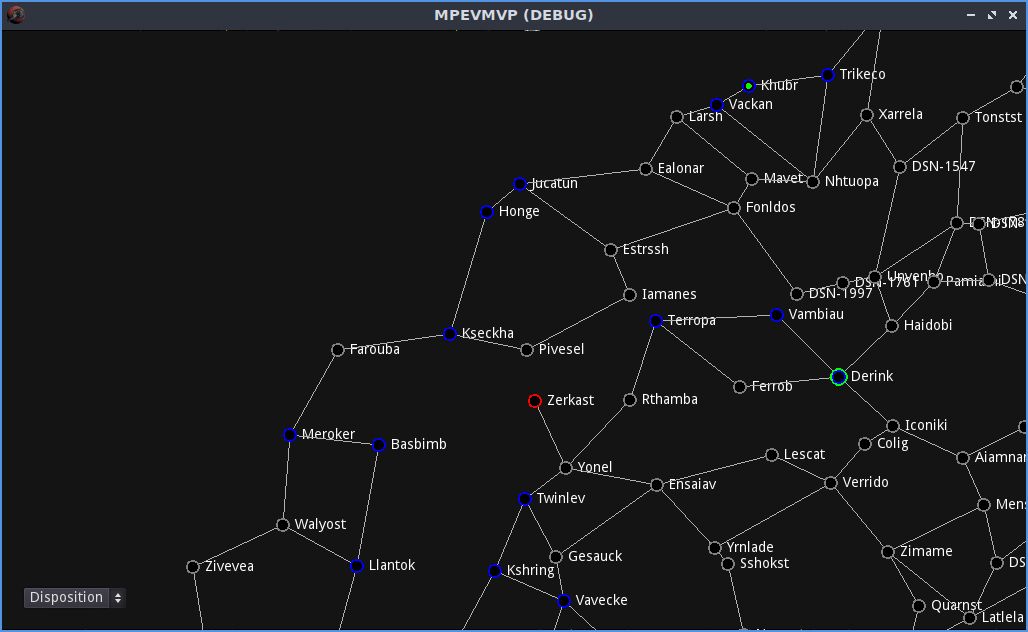 MPEVMVP (DEBUG)
Trikeco
Khubr
Vackan
Larsh
Xarrela
Tonstst
Ealonar
DSN-1547
Mavet
Nhtuopa
Jucatun
Fonldos
Honge
Estrssh
DSN-1761
Pamiami
DSN
DSN-1997
Iamanes
Vambiau
Terropa
Haidobi
Kseckha
Farouba
Pivesel
Derink
Ferrob
Zerkast
Rthamba
Iconiki
Meroker
Basbimb
Colig
Lescat
Aiamnar
Yonel
Ensaiav
Verrido
Twinlev
Mens
Walyost
Yrnlade
Zimame
Gesauck
Sshokst
DS
Zivevea
Llantok
Kshring
Vavecke
Disposition
Quarnst
Latlela